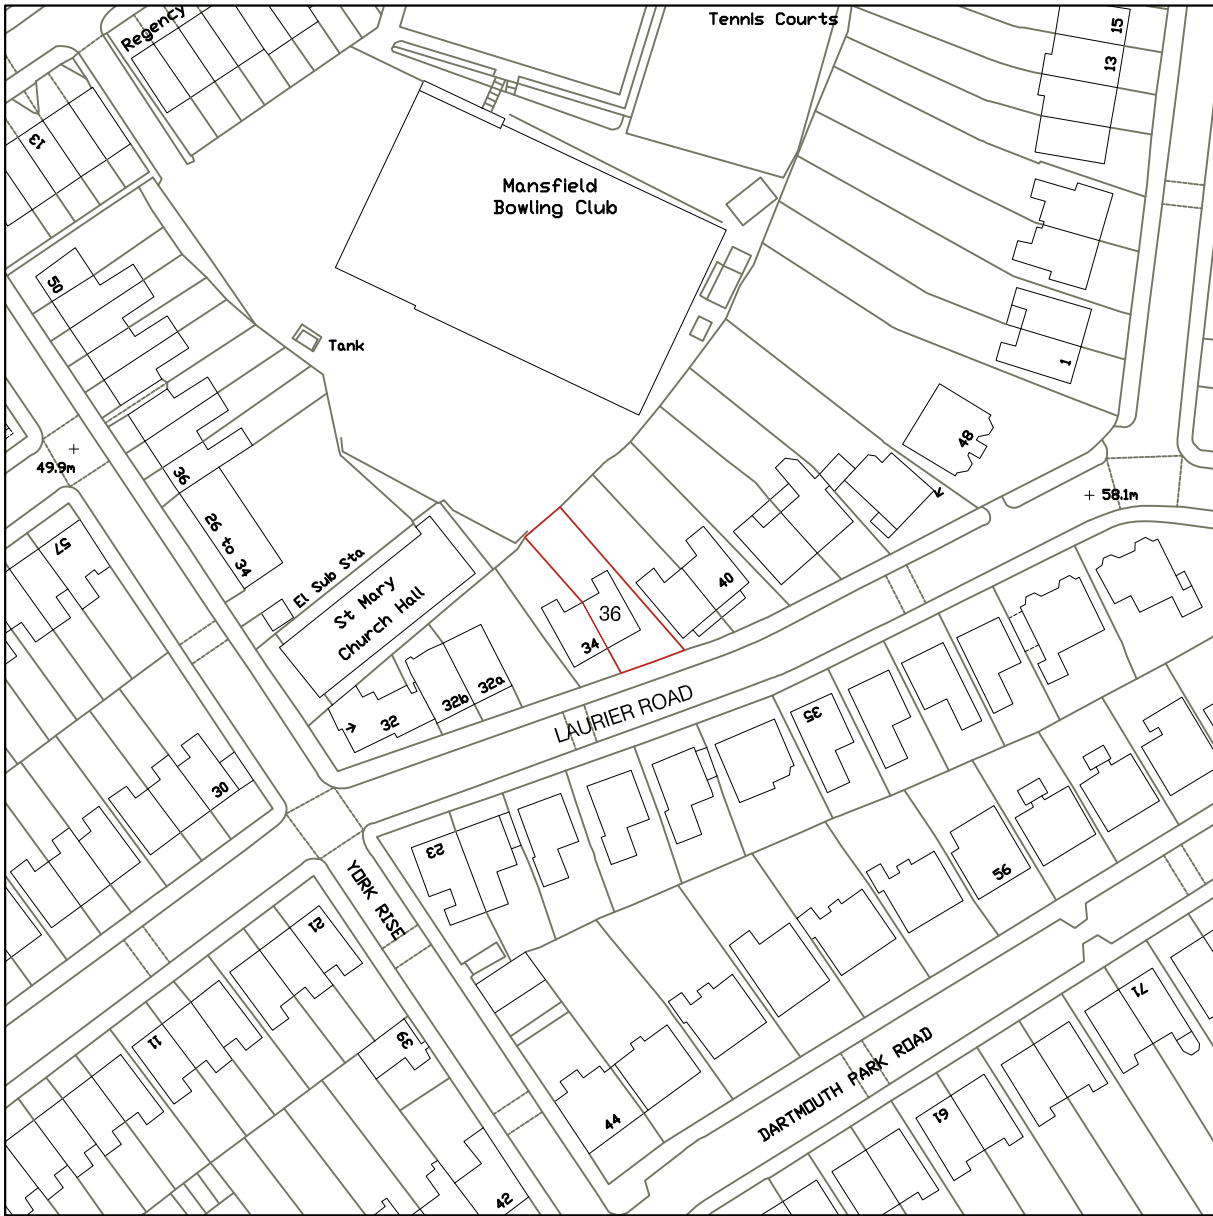 Regency
Tennis Courts
15
13
13
Mansfield
Bowling Club
50
Tank
1
48
49.9m
36
58.1m
26 to 34
57
El Sub Sta
St Mary
Church Hall
40
36
34
32a
32b
32
LAURIER ROAD
35
30
23
YORK RISE
56
21
11
39
71
DARTMOUTH PARK ROAD
44
61
42